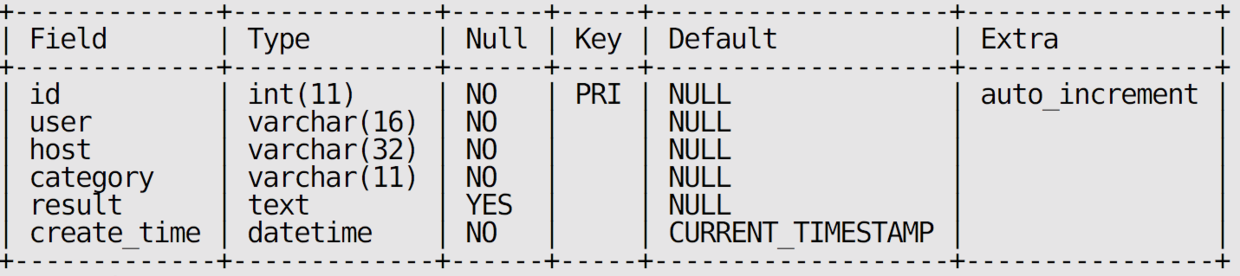 +-------------+-------------+------+-----+-------------------+----------------+
| Field       | Type        | Null | Key | Default           | Extra          |
+-------------+-------------+------+-----+-------------------+----------------+
| id          | int(11)     | NO   | PRI | NULL              | auto_increment |
| user        | varchar(16) | NO   |     | NULL              |                |
| host        | varchar(32) | NO   |     | NULL              |                |
| category    | varchar(11) | NO   |     | NULL              |                |
| result      | text        | YES  |     | NULL              |                |
| create_time | datetime    | NO   |     | CURRENT_TIMESTAMP |                |
+-------------+-------------+------+-----+-------------------+----------------+